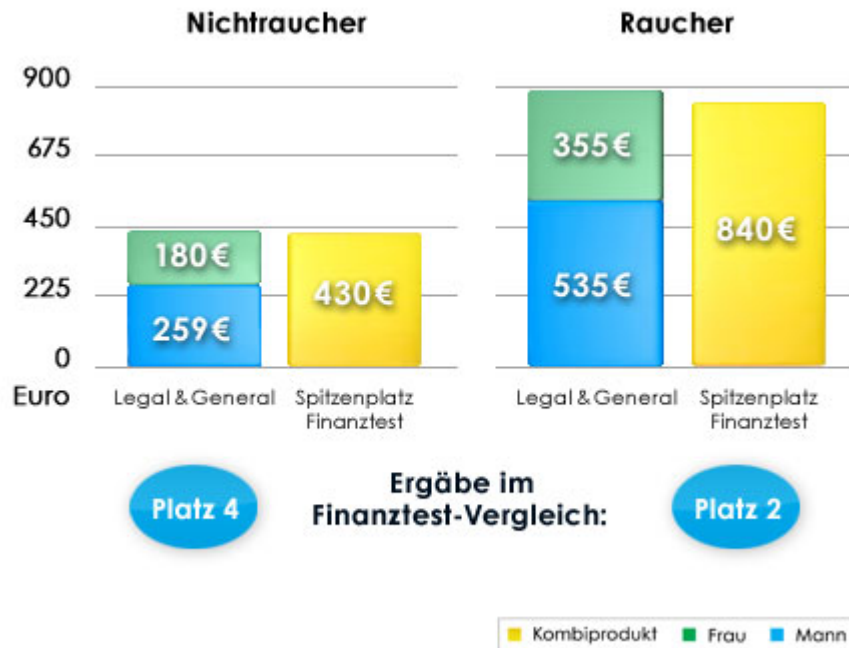 Nichtraucher
Raucher
900
675
450
225
0
Euro
180€
259€
430€
355€
535€
840€
Legal & General
Spitzenplatz
Finanztest
Legal & General
Spitzenplatz
Finanztest
Platz 4
Ergäbe im
Finanztest-Vergleich:
Platz 2
Kombiprodukt
Frau
Mann